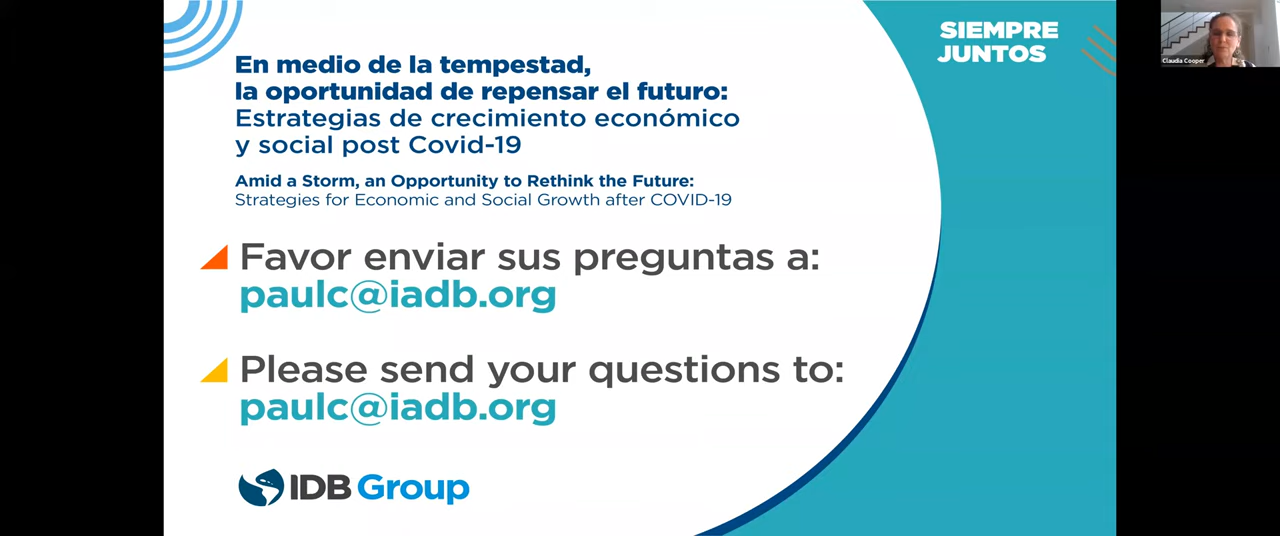 En medio de la tempestad,
la oportunidad de repensar el futuro:
Estrategias de crecimiento económico
y social post Covid-19
Amid a Storm, an Opportunity to Rethink the Future:
Strategies for Economic and Social Growth after COVID-19
Favor enviar sus preguntas a:
paulc@iadb.org
Please send your questions to:
paulc@iadb.org
IDB Group
SIEMPRE
JUNTOS
Claudia Cooper